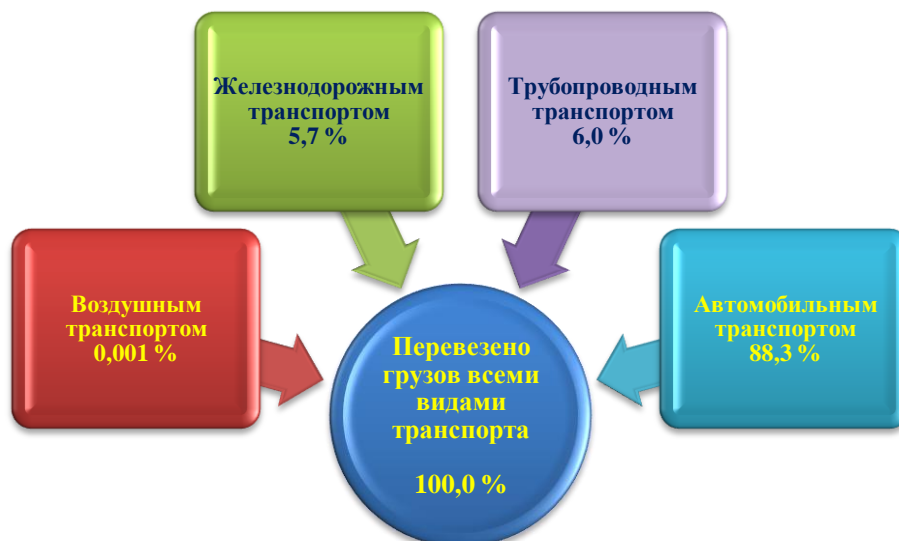 Железнодорожным
транспортом
5,7 %
Трубопроводным
транспортом
6,0 %
Воздушным
транспортом
0,001 %
Автомобильным
транспортом
88,3 %
Перевезено
грузов всеми
видами
транспорта
100,0 %